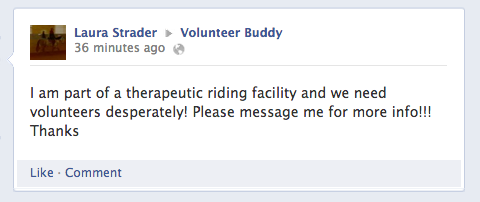 Laura Strader ▸ Volunteer Buddy
36 minutes ago
I am part of a therapeutic riding facility and we need
volunteers desperately! Please message me for more info!!!
Thanks
Like · Comment